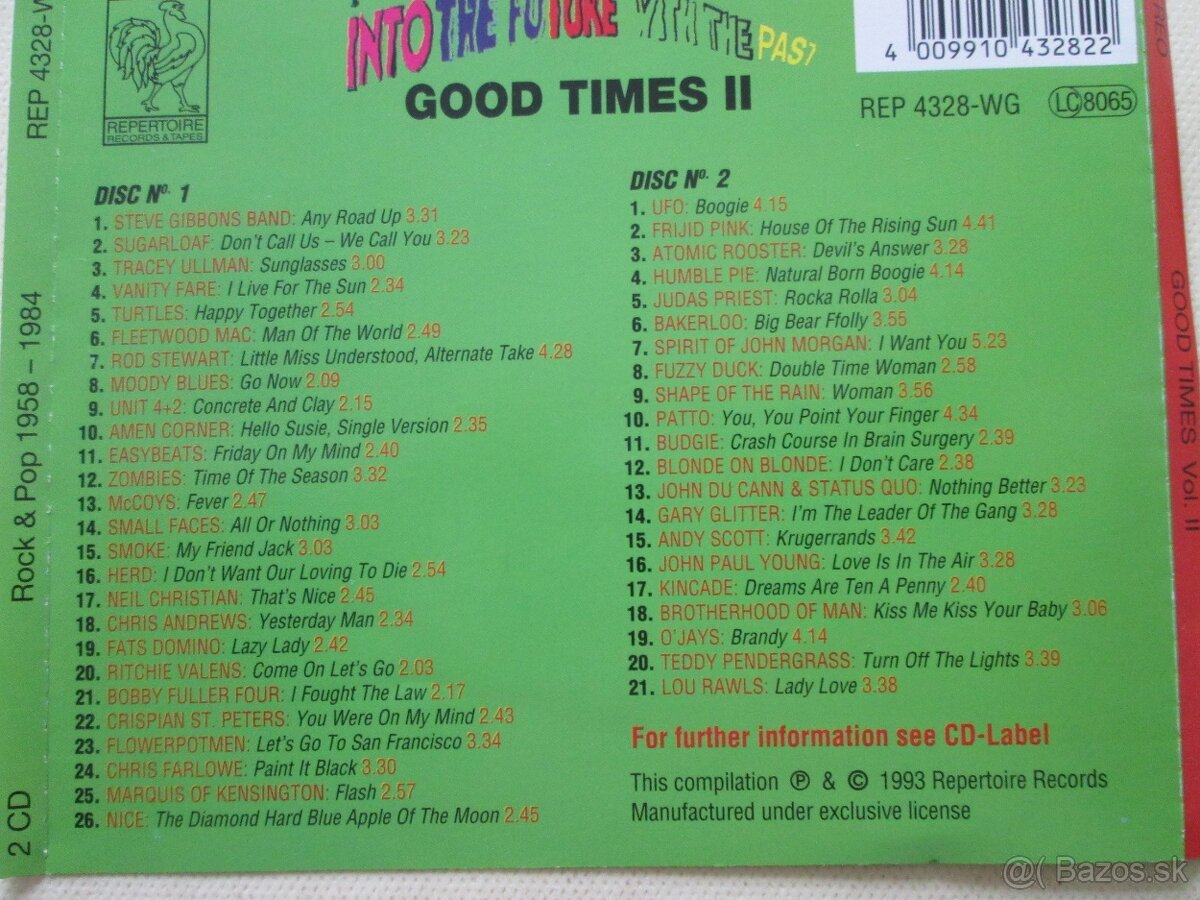 INTO THE FUTURE WITH THE PAST
4 009910 432822
GOOD TIMES II
REP 4328-WG LC 8065
REPERTOIRE
RECORDS & TAPES
REP 4328-W
Rock & Pop 1958 – 1984
2 CD
DISC Nº. 1
1. STEVE GIBBONS BAND: Any Road Up 3.31
2. SUGARLOAF: Don't Call Us – We Call You 3.23
3. TRACEY ULLMAN: Sunglasses 3.00
4. VANITY FARE: I Live For The Sun 2.34
5. TURTLES: Happy Together 2.54
6. FLEETWOOD MAC: Man Of The World 2.49
7. ROD STEWART: Little Miss Understood, Alternate Take 4.28
8. MOODY BLUES: Go Now 2.09
9. UNIT 4+2: Concrete And Clay 2.15
10. AMEN CORNER: Hello Susie, Single Version 2.35
11. EASYBEATS: Friday On My Mind 2.40
12. ZOMBIES: Time Of The Season 3.32
13. McCOYS: Fever 2.47
14. SMALL FACES: All Or Nothing 3.03
15. SMOKE: My Friend Jack 3.03
16. HERD: I Don't Want Our Loving To Die 2.54
17. NEIL CHRISTIAN: That's Nice 2.45
18. CHRIS ANDREWS: Yesterday Man 2.34
19. FATS DOMINO: Lazy Lady 2.42
20. RITCHIE VALENS: Come On Let's Go 2.03
21. BOBBY FULLER FOUR: I Fought The Law 2.17
22. CRISPIAN ST. PETERS: You Were On My Mind 2.43
23. FLOWERPOTMEN: Let's Go To San Francisco 3.34
24. CHRIS FARLOWE: Paint It Black 3.30
25. MARQUIS OF KENSINGTON: Flash 2.57
26. NICE: The Diamond Hard Blue Apple Of The Moon 2.45
DISC Nº. 2
1. UFO: Boogie 4.15
2. FRIJID PINK: House Of The Rising Sun 4.41
3. ATOMIC ROOSTER: Devil's Answer 3.28
4. HUMBLE PIE: Natural Born Boogie 4.14
5. JUDAS PRIEST: Rocka Rolla 3.04
6. BAKERLOO: Big Bear Ffolly 3.55
7. SPIRIT OF JOHN MORGAN: I Want You 5.23
8. FUZZY DUCK: Double Time Woman 2.58
9. SHAPE OF THE RAIN: Woman 3.56
10. PATTO: You, You Point Your Finger 4.34
11. BUDGIE: Crash Course In Brain Surgery 2.39
12. BLONDE ON BLONDE: I Don't Care 2.38
13. JOHN DU CANN & STATUS QUO: Nothing Better 3.23
14. GARY GLITTER: I'm The Leader Of The Gang 3.28
15. ANDY SCOTT: Krugerrands 3.42
16. JOHN PAUL YOUNG: Love Is In The Air 3.28
17. KINCADE: Dreams Are Ten A Penny 2.40
18. BROTHERHOOD OF MAN: Kiss Me Kiss Your Baby 3.06
19. O'JAYS: Brandy 4.14
20. TEDDY PENDERGRASS: Turn Off The Lights 3.39
21. LOU RAWLS: Lady Love 3.38
For further information see CD-Label
This compilation ℗ & © 1993 Repertoire Records
Manufactured under exclusive license
GOOD TIMES Vol. II
@( Bazos.sk